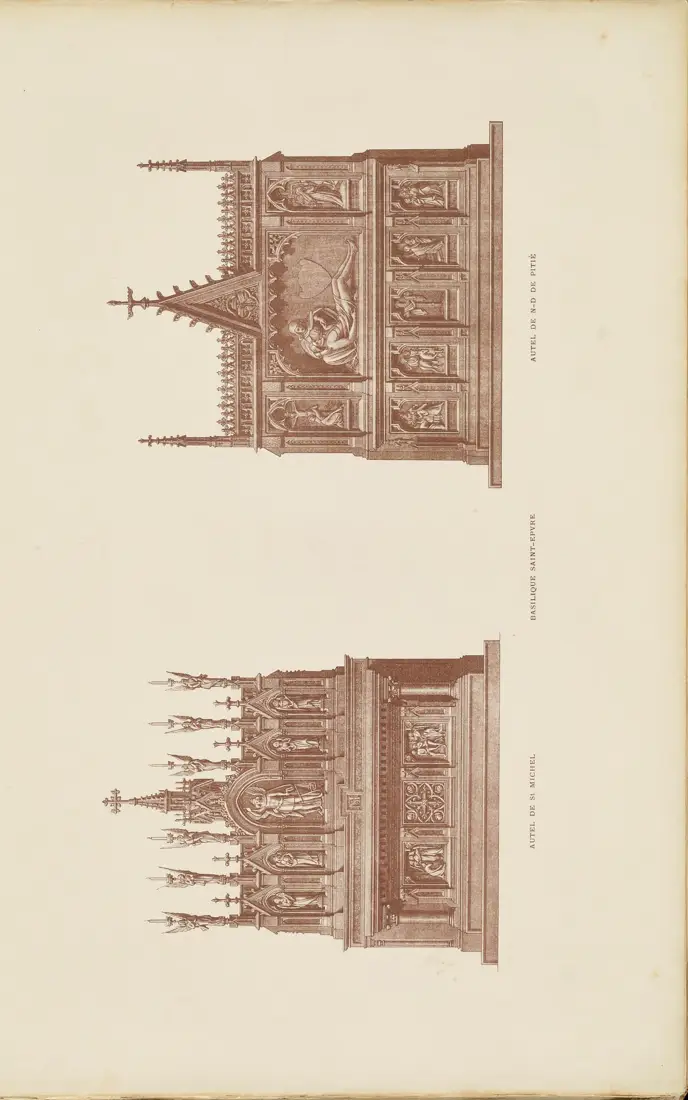 AUTEL DE St MICHEL
BASILIQUE SAINT-EPVRE
AUTEL DE N-D DE PITIÉ